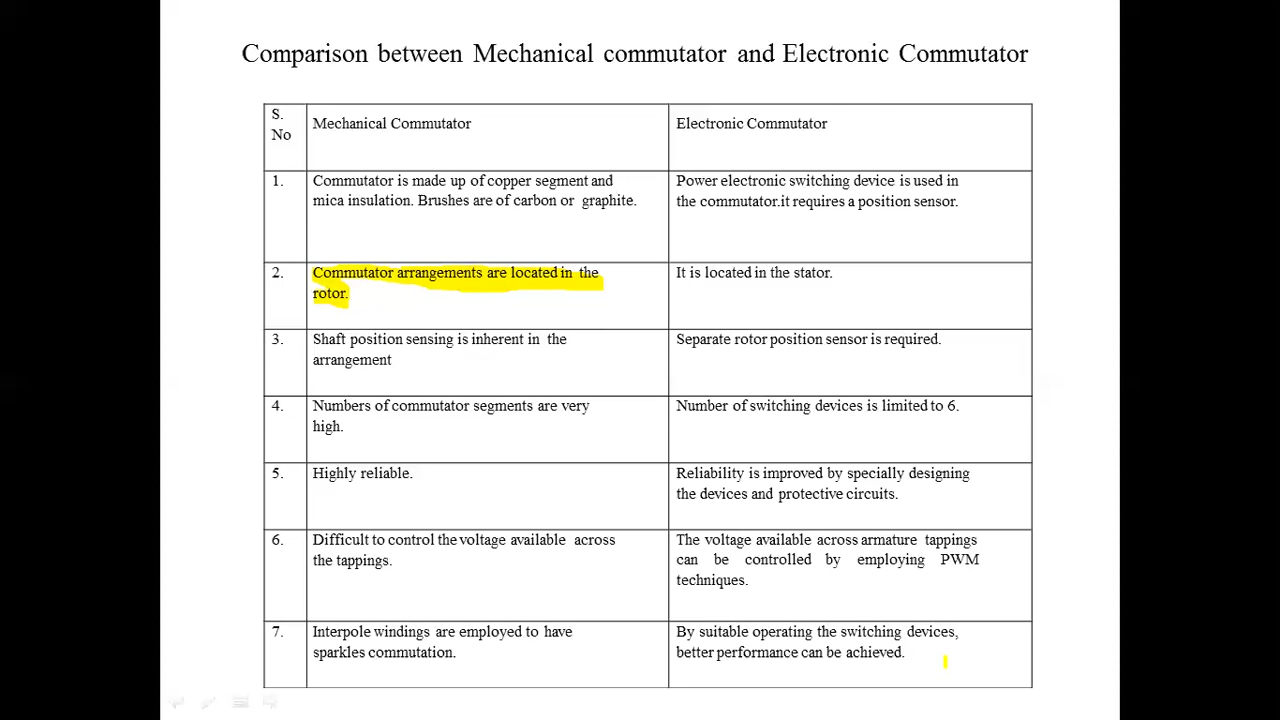 Comparison between Mechanical commutator and Electronic Commutator
S.
No
Mechanical Commutator
Electronic Commutator
1.
Commutator is made up of copper segment and
mica insulation. Brushes are of carbon or graphite.
Power electronic switching device is used in
the commutator.it requires a position sensor.
2.
Commutator arrangements are located in the
rotor.
It is located in the stator.
3.
Shaft position sensing is inherent in the
arrangement
Separate rotor position sensor is required.
4.
Numbers of commutator segments are very
high.
Number of switching devices is limited to 6.
5.
Highly reliable.
Reliability is improved by specially designing
the devices and protective circuits.
6.
Difficult to control the voltage available across
the tappings.
The voltage available across armature tappings
can be controlled by employing PWM
techniques.
7.
Interpole windings are employed to have
sparkles commutation.
By suitable operating the switching devices,
better performance can be achieved.